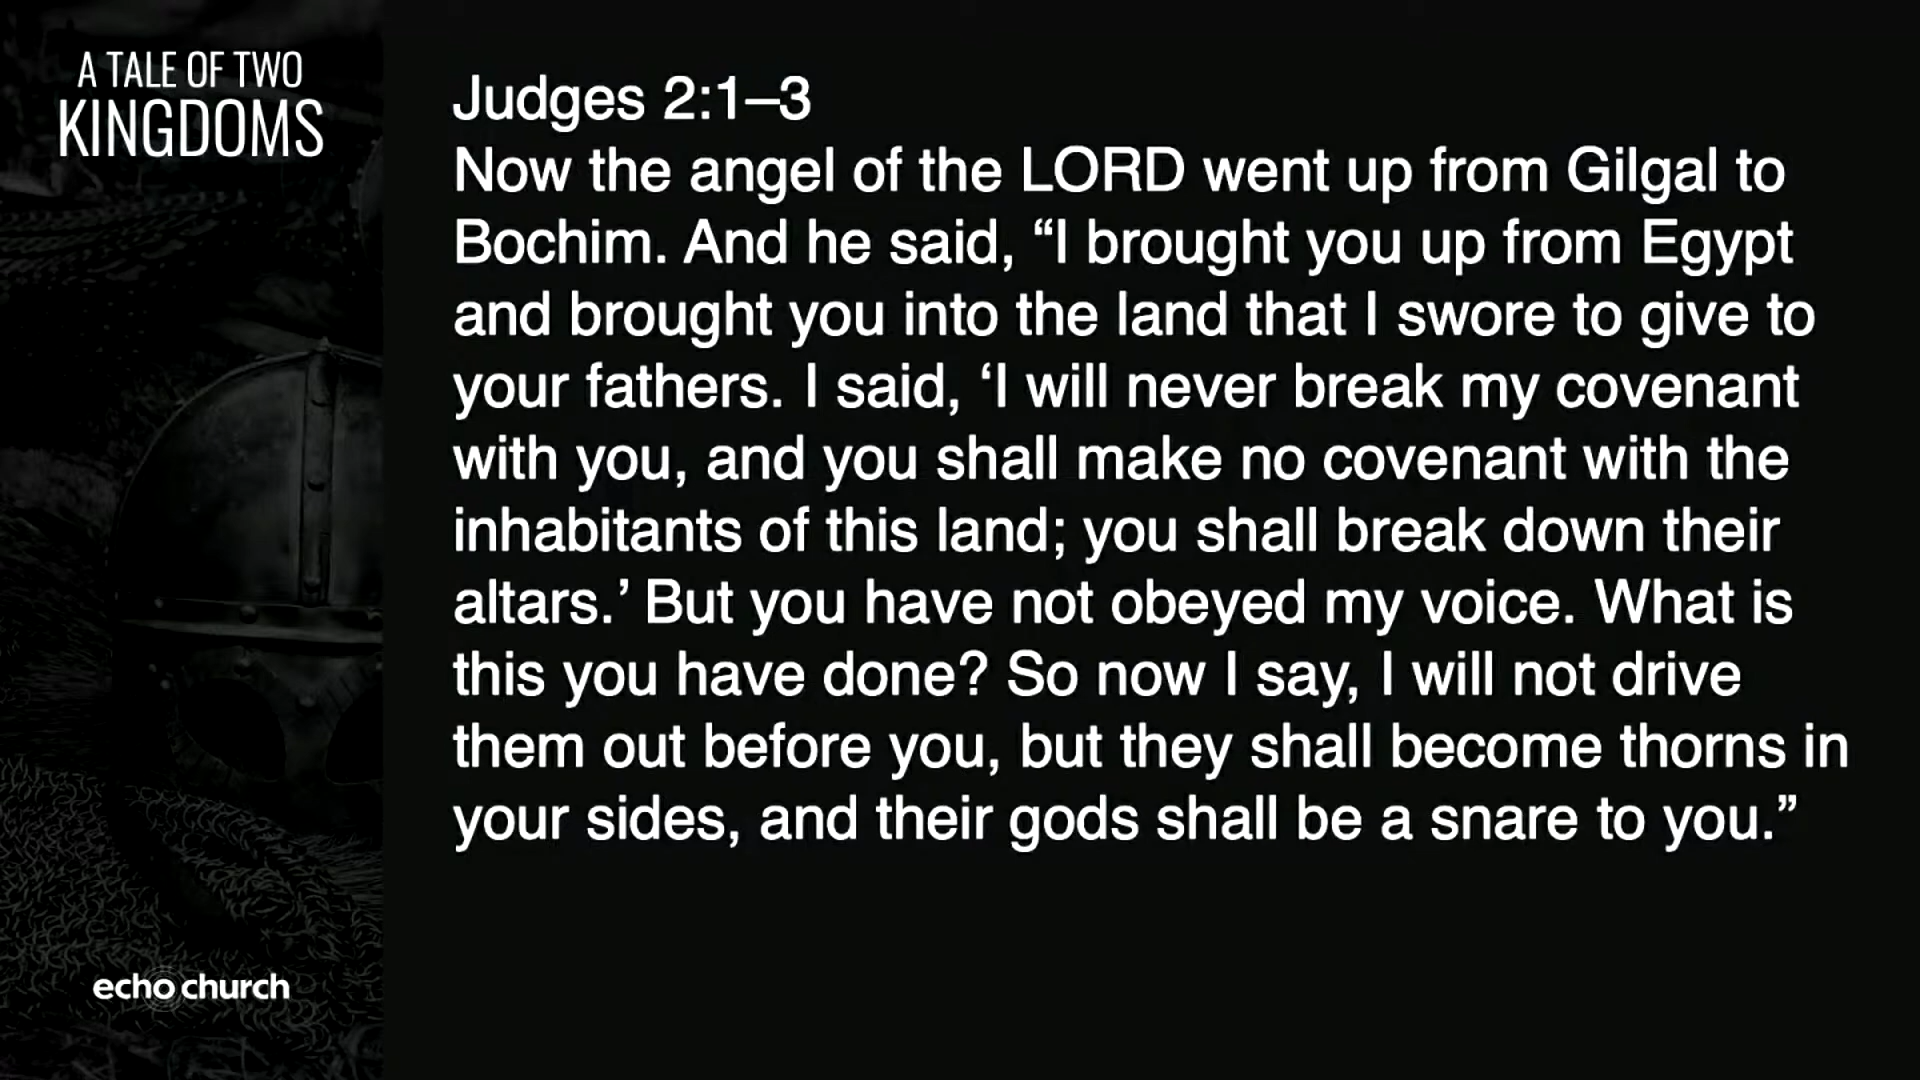 A TALE OF TWO
KINGDOMS
Judges 2:1–3
Now the angel of the LORD went up from Gilgal to
Bochim. And he said, “I brought you up from Egypt
and brought you into the land that I swore to give to
your fathers. I said, ‘I will never break my covenant
with you, and you shall make no covenant with the
inhabitants of this land; you shall break down their
altars.’ But you have not obeyed my voice. What is
this you have done? So now I say, I will not drive
them out before you, but they shall become thorns in
your sides, and their gods shall be a snare to you.”
echo church